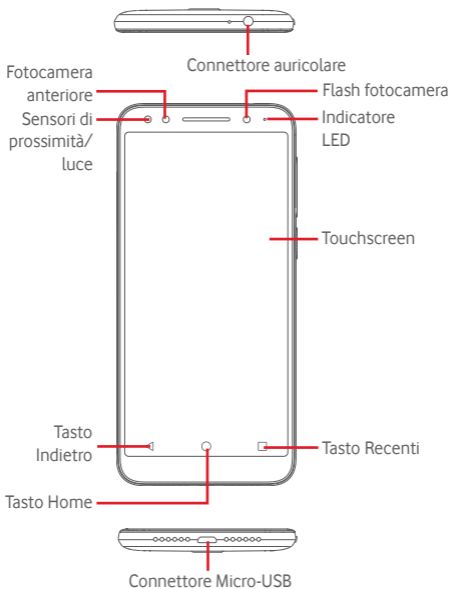 Connettore auricolare
Fotocamera
anteriore
Flash fotocamera
Sensori di
prossimità/
luce
Indicatore
LED
Touchscreen
Tasto
Indietro
Tasto Recenti
Tasto Home
Connettore Micro-USB